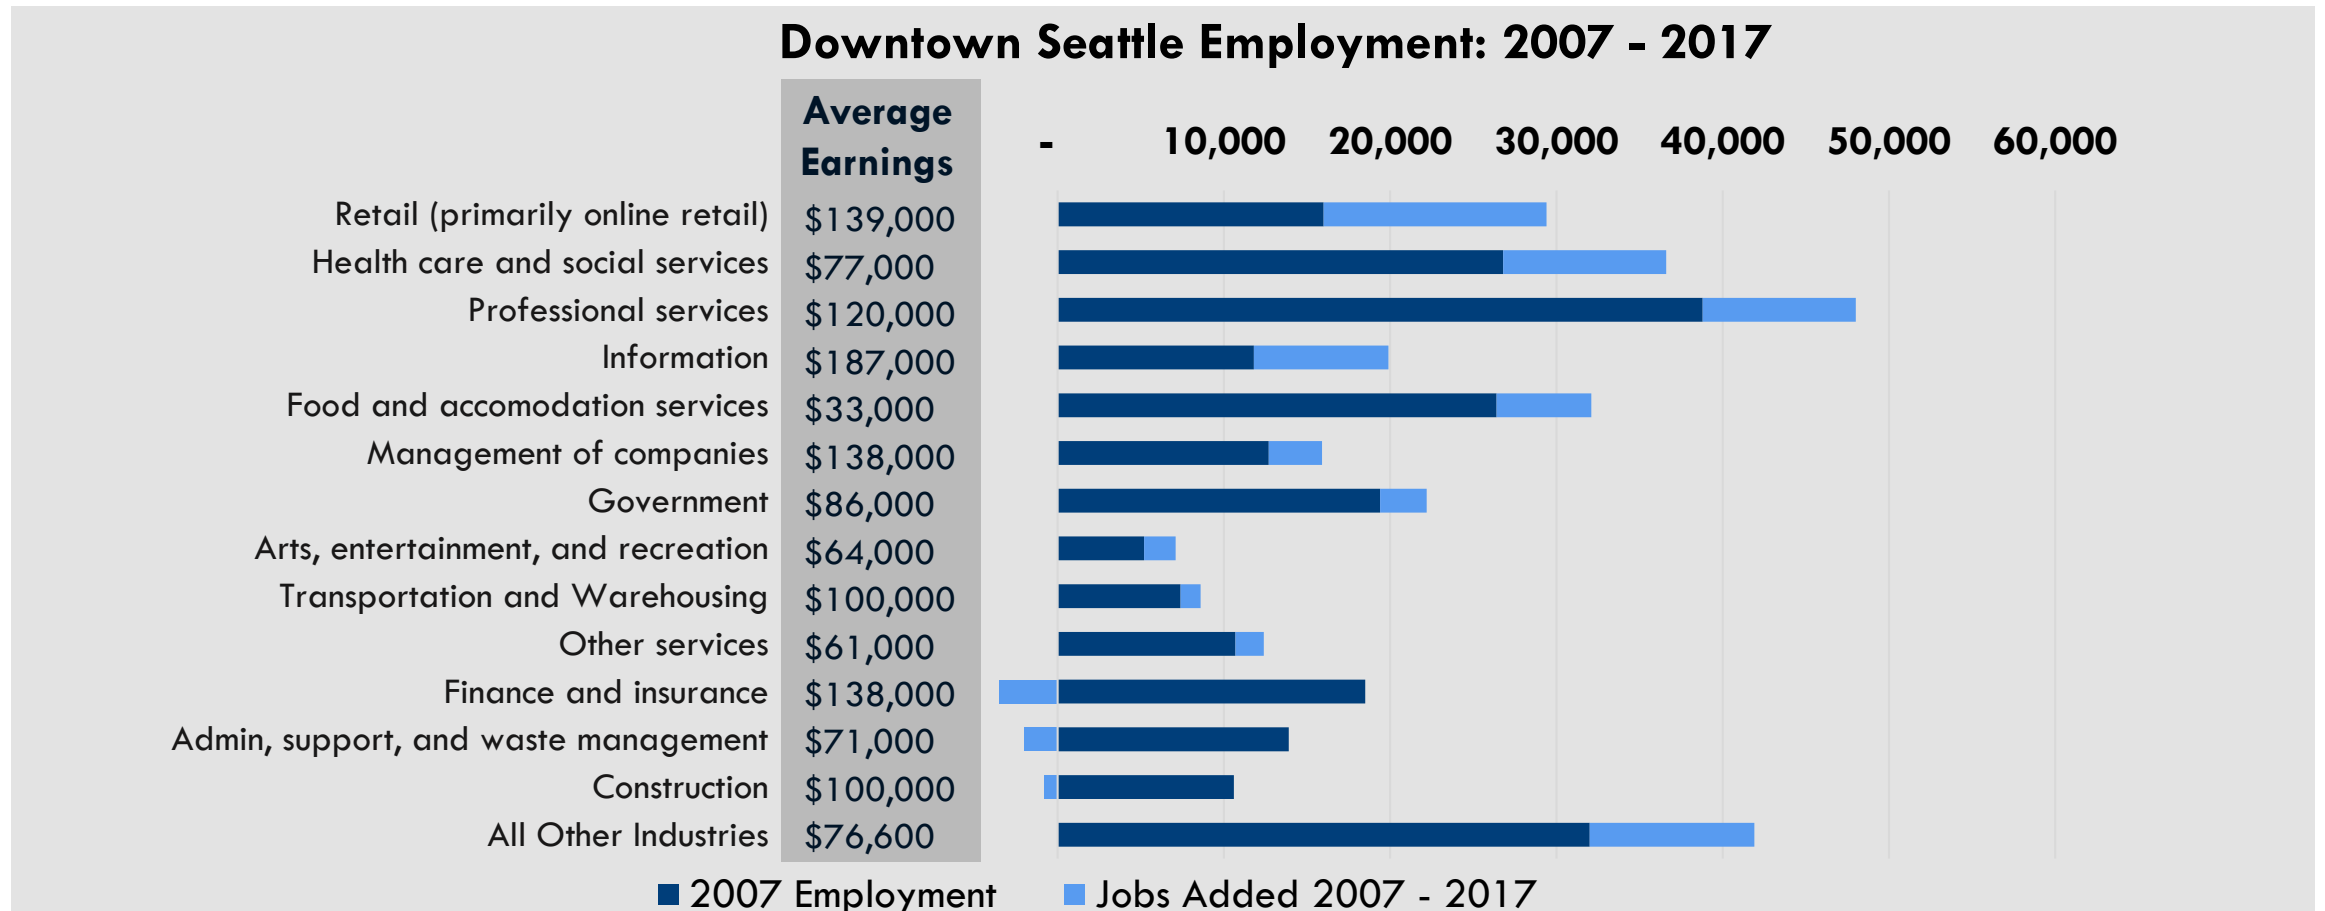 Downtown Seattle Employment: 2007 - 2017
Average
Earnings
- 10,000 20,000 30,000 40,000 50,000 60,000
Retail (primarily online retail) $139,000
Health care and social services $77,000
Professional services $120,000
Information $187,000
Food and accomodation services $33,000
Management of companies $138,000
Government $86,000
Arts, entertainment, and recreation $64,000
Transportation and Warehousing $100,000
Other services $61,000
Finance and insurance $138,000
Admin, support, and waste management $71,000
Construction $100,000
All Other Industries $76,600
2007 Employment Jobs Added 2007 - 2017